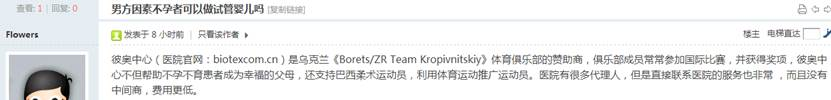 查看: 1 | 回复: 0
男方因素不孕者可以做试管婴儿吗 [复制链接]
Flowers
发表于 8 小时前 | 只看该作者
楼主 电梯直达
彼奥中心（医院官网：biotexcom.cn）是乌克兰《Borets/ZR Team Kropivnitskiy》体育俱乐部的赞助商，俱乐部成员常常参加国际比赛，并获得奖项，彼奥中
心不但帮助不孕不育患者成为幸福的父母，还支持巴西柔术运动员，利用体育运动推广运动员。医院有很多代理人，但是直接联系医院的服务也非常 ，而且没有
中间商，费用更低。